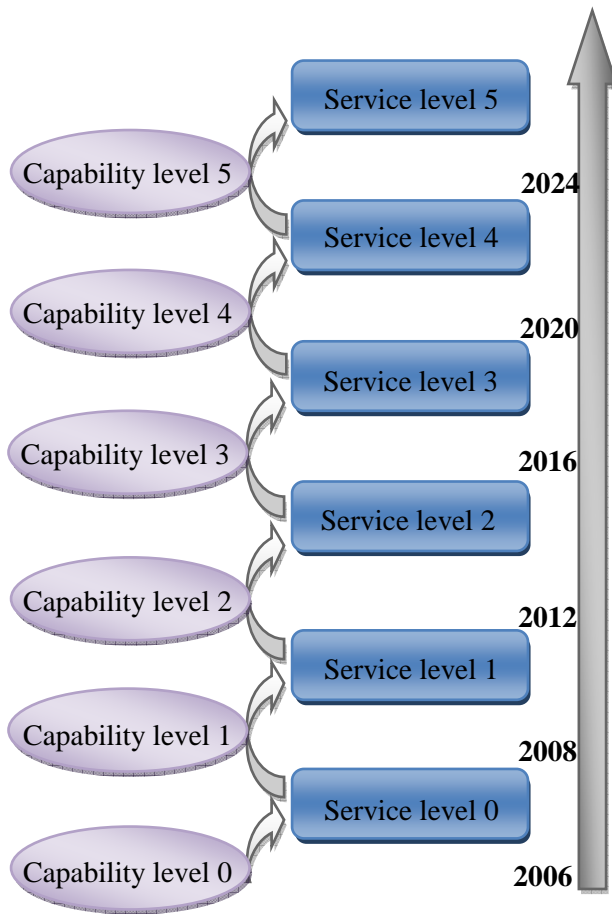 Service level 5
Capability level 5
2024
Service level 4
Capability level 4
2020
Service level 3
Capability level 3
2016
Service level 2
Capability level 2
2012
Service level 1
Capability level 1
2008
Service level 0
Capability level 0
2006